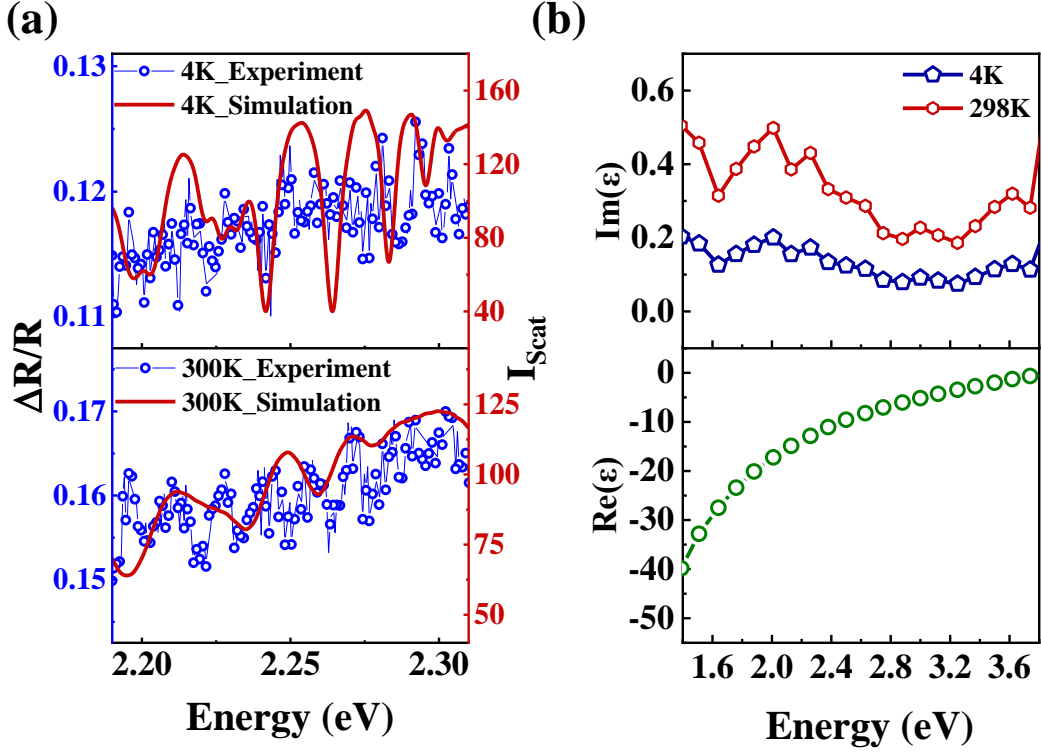 (a)
(b)
0.13
0.12
0.11
4K_Experiment
4K_Simulation
160
120
80
40
ΔR/R
I_Scat
0.17
0.16
0.15
300K_Experiment
300K_Simulation
125
100
75
50
2.20
2.25
2.30
Energy (eV)
0.6
0.4
0.2
0.0
Im(ε)
4K
298K
0
-10
-20
-30
-40
-50
Re(ε)
1.6
2.0
2.4
2.8
3.2
3.6
Energy (eV)